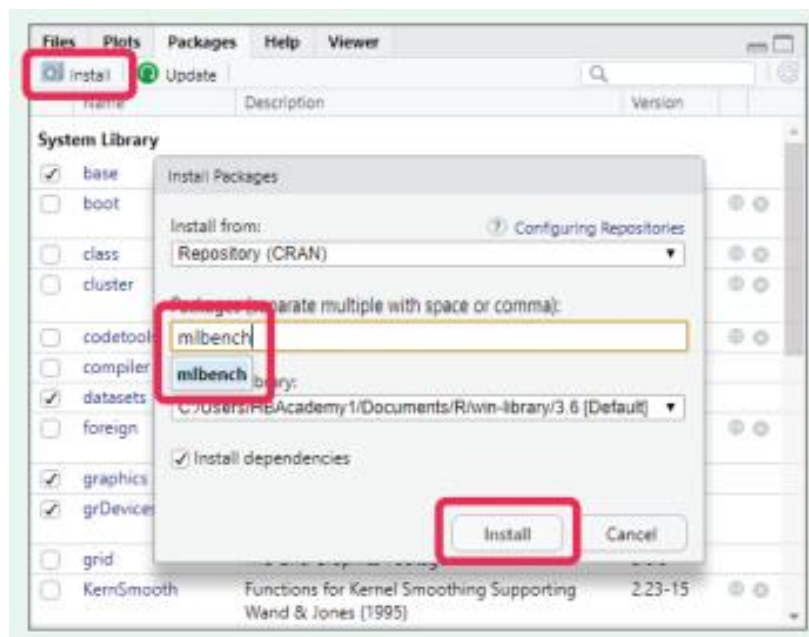 Files Plots Packages Help Viewer
Install Update
Name Description Version
System Library
base
boot
class
cluster
codetools
compiler
datasets
foreign
graphics
grDevices
grid
KernSmooth Functions for Kernel Smoothing Supporting 2.23-15
Wand & Jones (1995)
Install Packages
Install from:
Configuring Repositories
Repository (CRAN)
Packages (separate multiple with space or comma):
mlbench
mlbench
C:/Users/HBAcademy1/Documents/R/win-library/3.6 [Default]
Install dependencies
Install Cancel